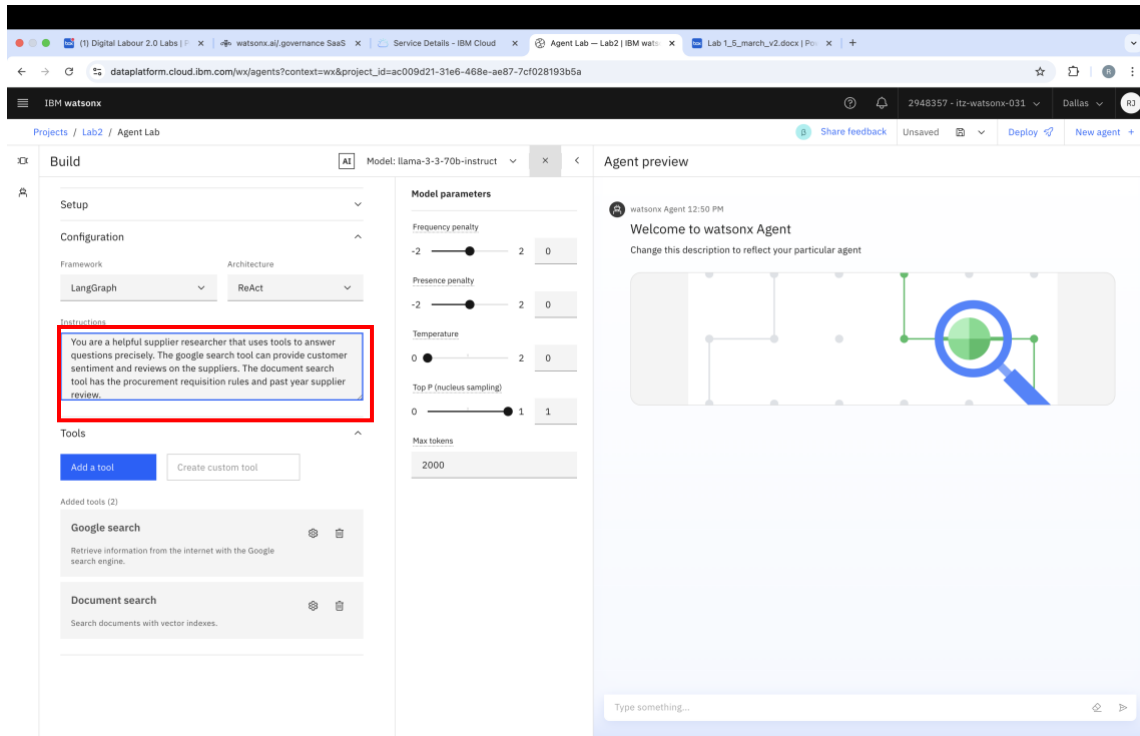 (1) Digital Labour 2.0 Labs | F
watsonx.ai/.governance SaaS
Service Details - IBM Cloud
Agent Lab — Lab2 | IBM wats
Lab 1_5_march_v2.docx | Po
dataplatform.cloud.ibm.com/wx/agents?context=wx&project_id=ac009d21-31e6-468e-ae87-7cf028193b5a
R
IBM watsonx
2948357 - itz-watsonx-031
Dallas
RJ
Projects / Lab2 / Agent Lab
β
Share feedback
Unsaved
Deploy
New agent +
Build
AI
Model: llama-3-3-70b-instruct
Setup
Configuration
Framework
Architecture
LangGraph
ReAct
Instructions
You are a helpful supplier researcher that uses tools to answer
questions precisely. The google search tool can provide customer
sentiment and reviews on the suppliers. The document search
tool has the procurement requisition rules and past year supplier
review.
Tools
Add a tool
Create custom tool
Added tools (2)
Google search
Retrieve information from the internet with the Google
search engine.
Document search
Search documents with vector indexes.
Model parameters
Frequency penalty
-2 2 0
Presence penalty
-2 2 0
Temperature
0 2 0
Top P (nucleus sampling)
0 1 1
Max tokens
2000
Agent preview
watsonx Agent 12:50 PM
Welcome to watsonx Agent
Change this description to reflect your particular agent
Type something...